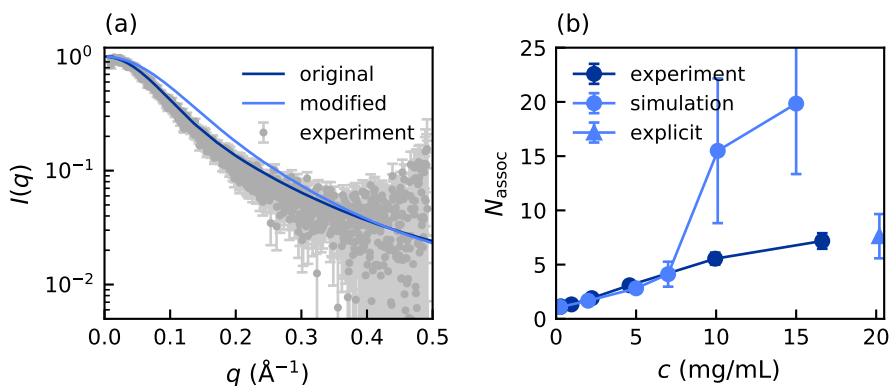 (a)
I(q)
10⁰
10⁻¹
10⁻²
original
modified
experiment
0.0 0.1 0.2 0.3 0.4 0.5
q (Å⁻¹)
(b)
N_assoc
25
20
15
10
5
0
experiment
simulation
explicit
0 5 10 15 20
c (mg/mL)